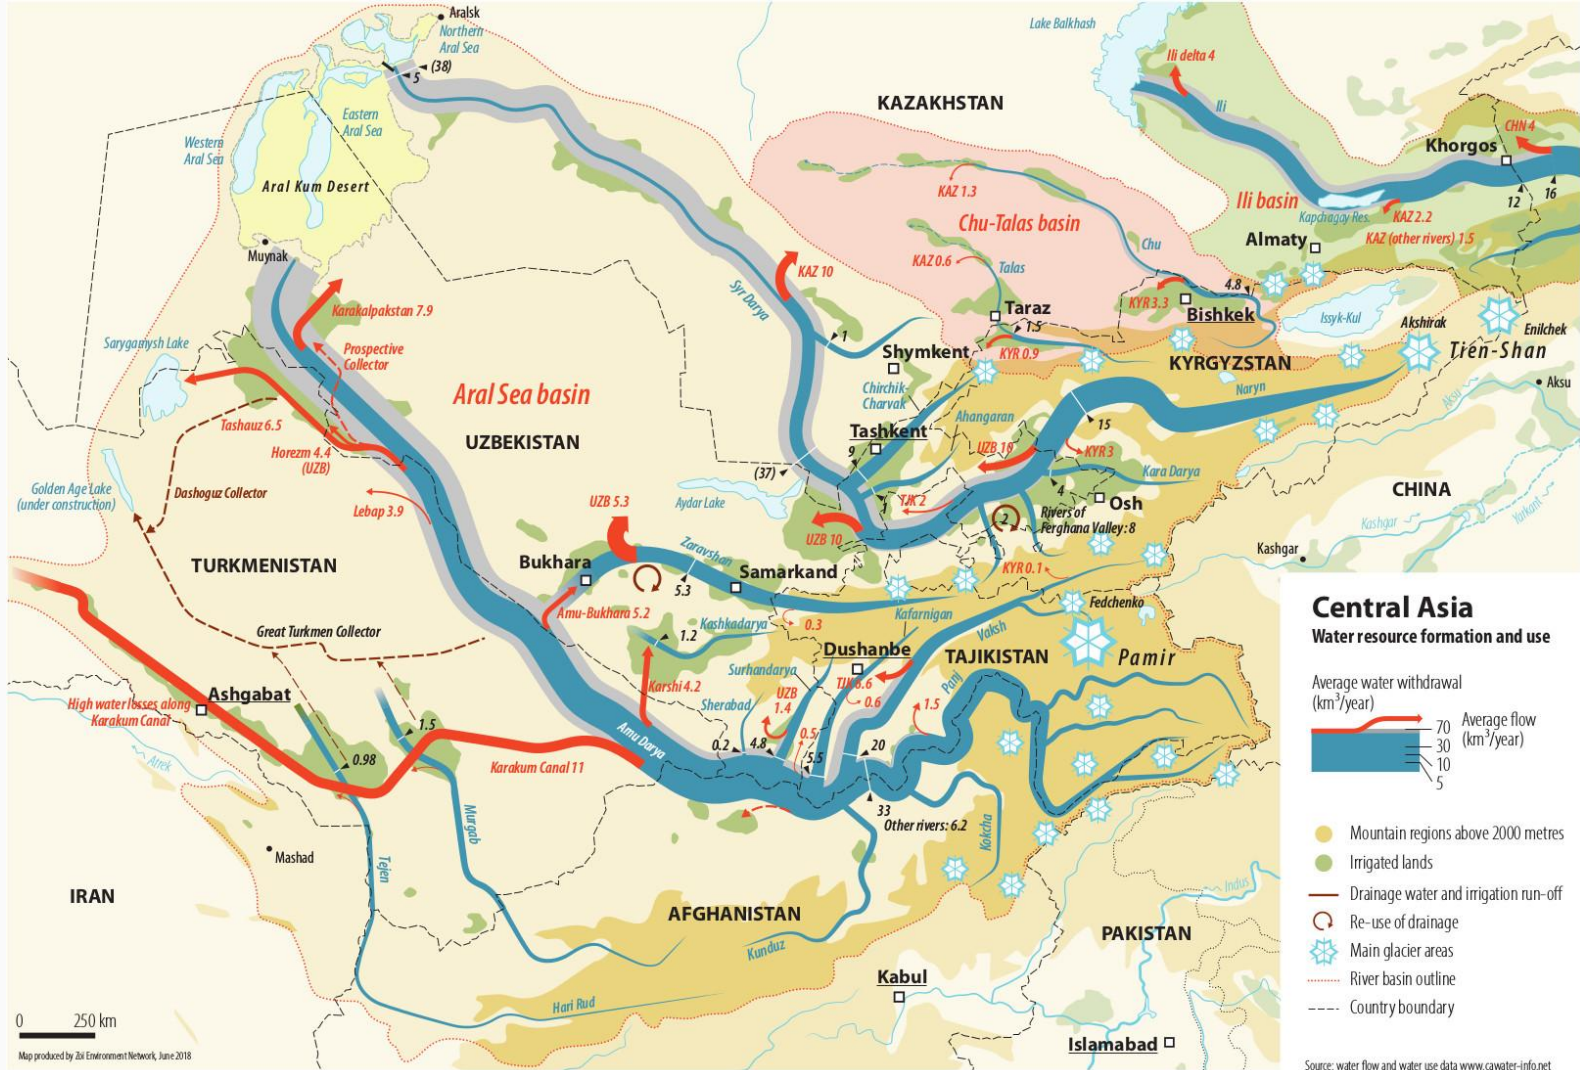 Aralsk
Northern
Aral Sea
(38)
5
Eastern
Aral Sea
Western
Aral Sea
Aral Kum Desert
Muynak
Lake Balkhash
Ili delta 4
Ili
KAZAKHSTAN
CHN 4
Khorgos
16
12
Ili basin
Kapchagay Res.
KAZ 2.2
KAZ (other rivers) 1.5
Almaty
KAZ 1.3
Chu-Talas basin
Chu
KAZ 0.6
Talas
4.8
KYR 3.3
Bishkek
Taraz
1.5
KYR 0.9
Issyk-Kul
Akshirak
Enilchek
Tien-Shan
KYRGYZSTAN
Naryn
Aksu
Aksu
KAZ 10
Syr Darya
1
Shymkent
Chirchik-
Charvak
Ahangaran
Tashkent
9
1
15
UZB 10
KYR 3
Kara Darya
4
Osh
TJK 2
2
Rivers of
Ferghana Valley: 8
KYR 0.1
(37)
Aydar Lake
UZB 10
CHINA
Kashgar
Yarkant
Kashgar
Karakalpakstan 7.9
Prospective
Collector
Sarygamysh Lake
Tashauz 6.5
Horezm 4.4
(UZB)
Aral Sea basin
UZBEKISTAN
Golden Age Lake
(under construction)
Dashoguz Collector
Lebap 3.9
UZB 5.3
TURKMENISTAN
Bukhara
Zaravshan
5.3
Samarkand
Amu-Bukhara 5.2
Kashkadarya
1.2
0.3
Kafarnigan
Fedchenko
Vaksh
Dushanbe
TAJIKISTAN
Pamir
Great Turkmen Collector
Surhandarya
Karshi 4.2
Sherabad
UZB
1.4
TJK 6.6
0.6
Panj
1.5
Ashgabat
High water losses along
Karakum Canal
1.5
0.98
Amu Darya
0.2
4.8
0.5
5.5
20
33
Karakum Canal 11
Other rivers: 6.2
Kokcha
Atrek
Murgab
Mashad
Tejen
IRAN
AFGHANISTAN
Kunduz
Hari Rud
Kabul
PAKISTAN
Indus
Islamabad
0 250 km
Map produced by Zoi Environment Network, June 2018
Central Asia
Water resource formation and use
Average water withdrawal
(km³/year)
Average flow
(km³/year)
70
30
10
5
Mountain regions above 2000 metres
Irrigated lands
Drainage water and irrigation run-off
Re-use of drainage
Main glacier areas
River basin outline
Country boundary
Source: water flow and water use data www.cawater-info.net